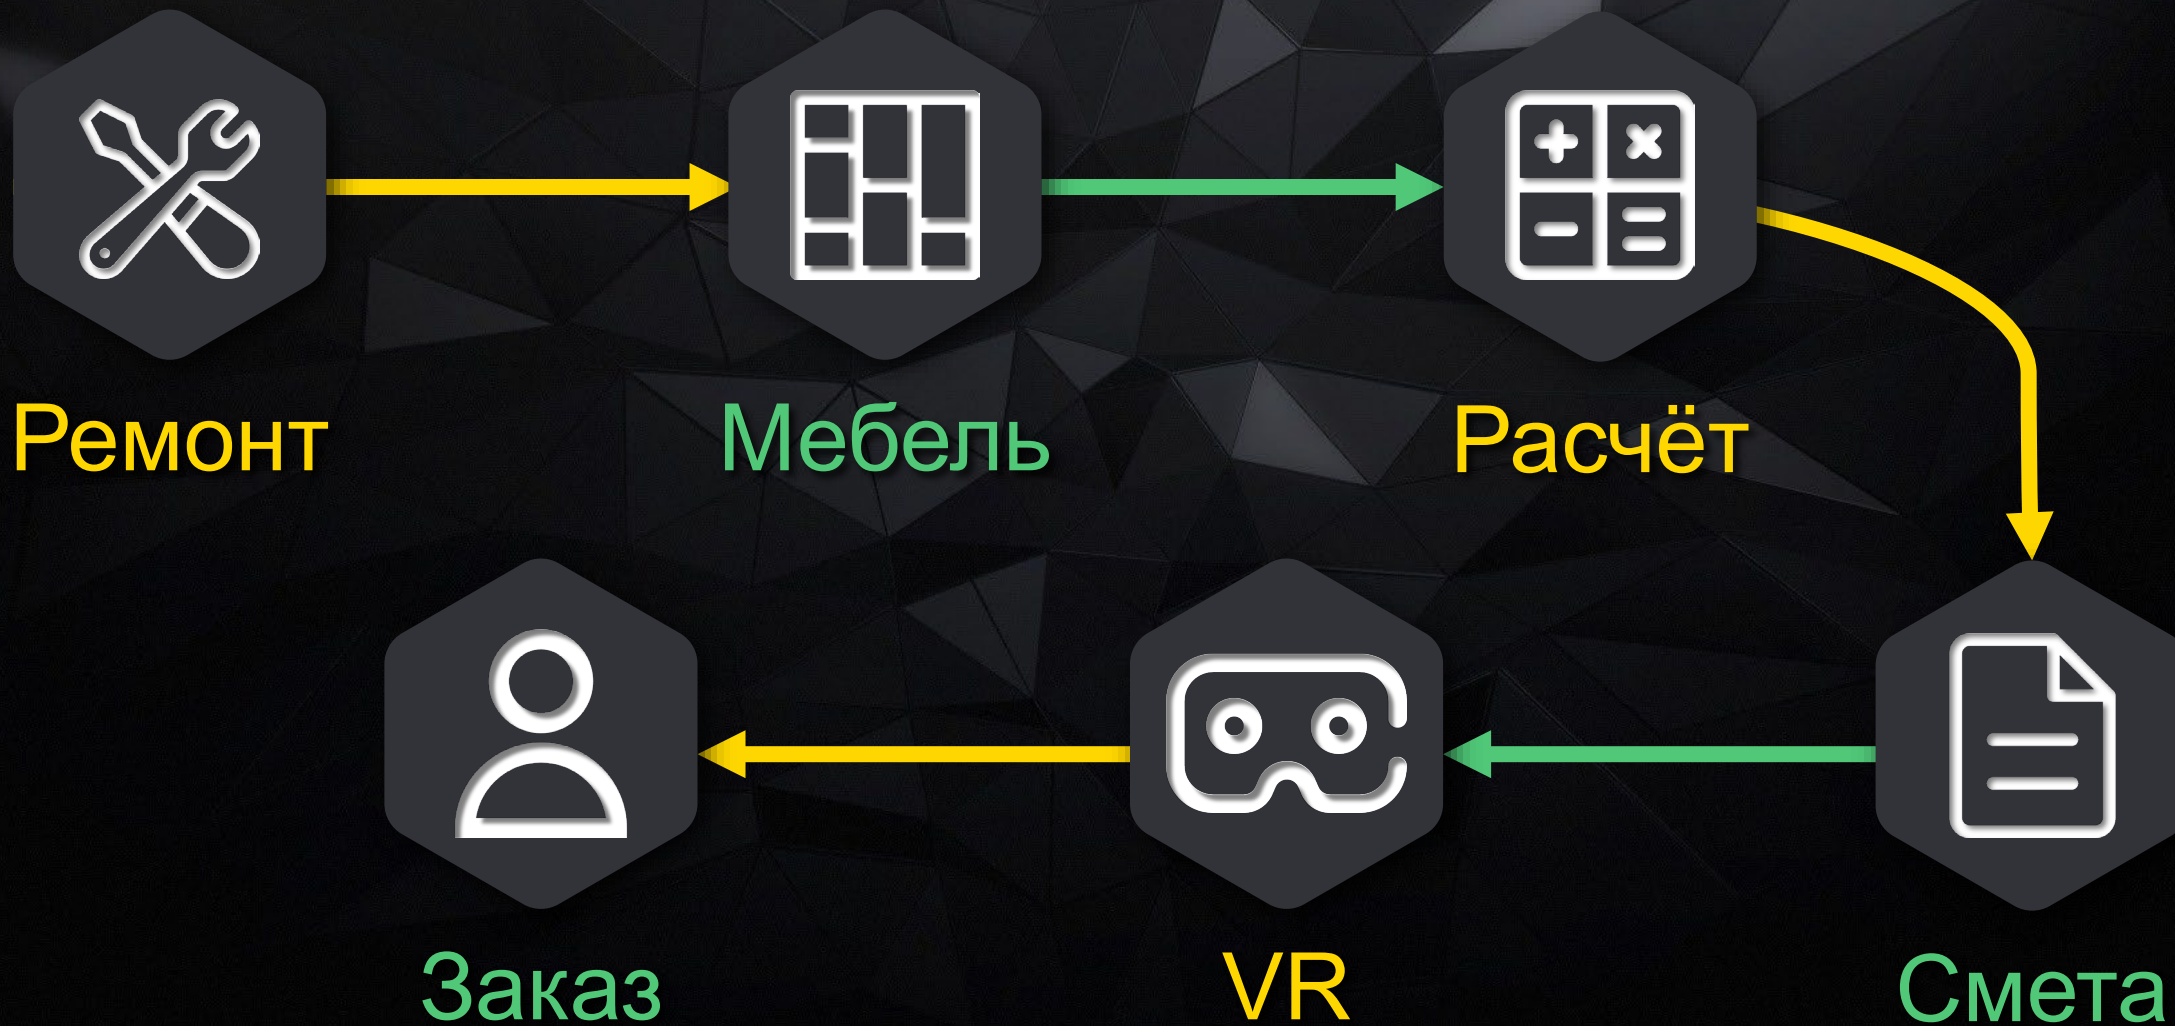 Ремонт
Мебель
Расчёт
Заказ
VR
Смета